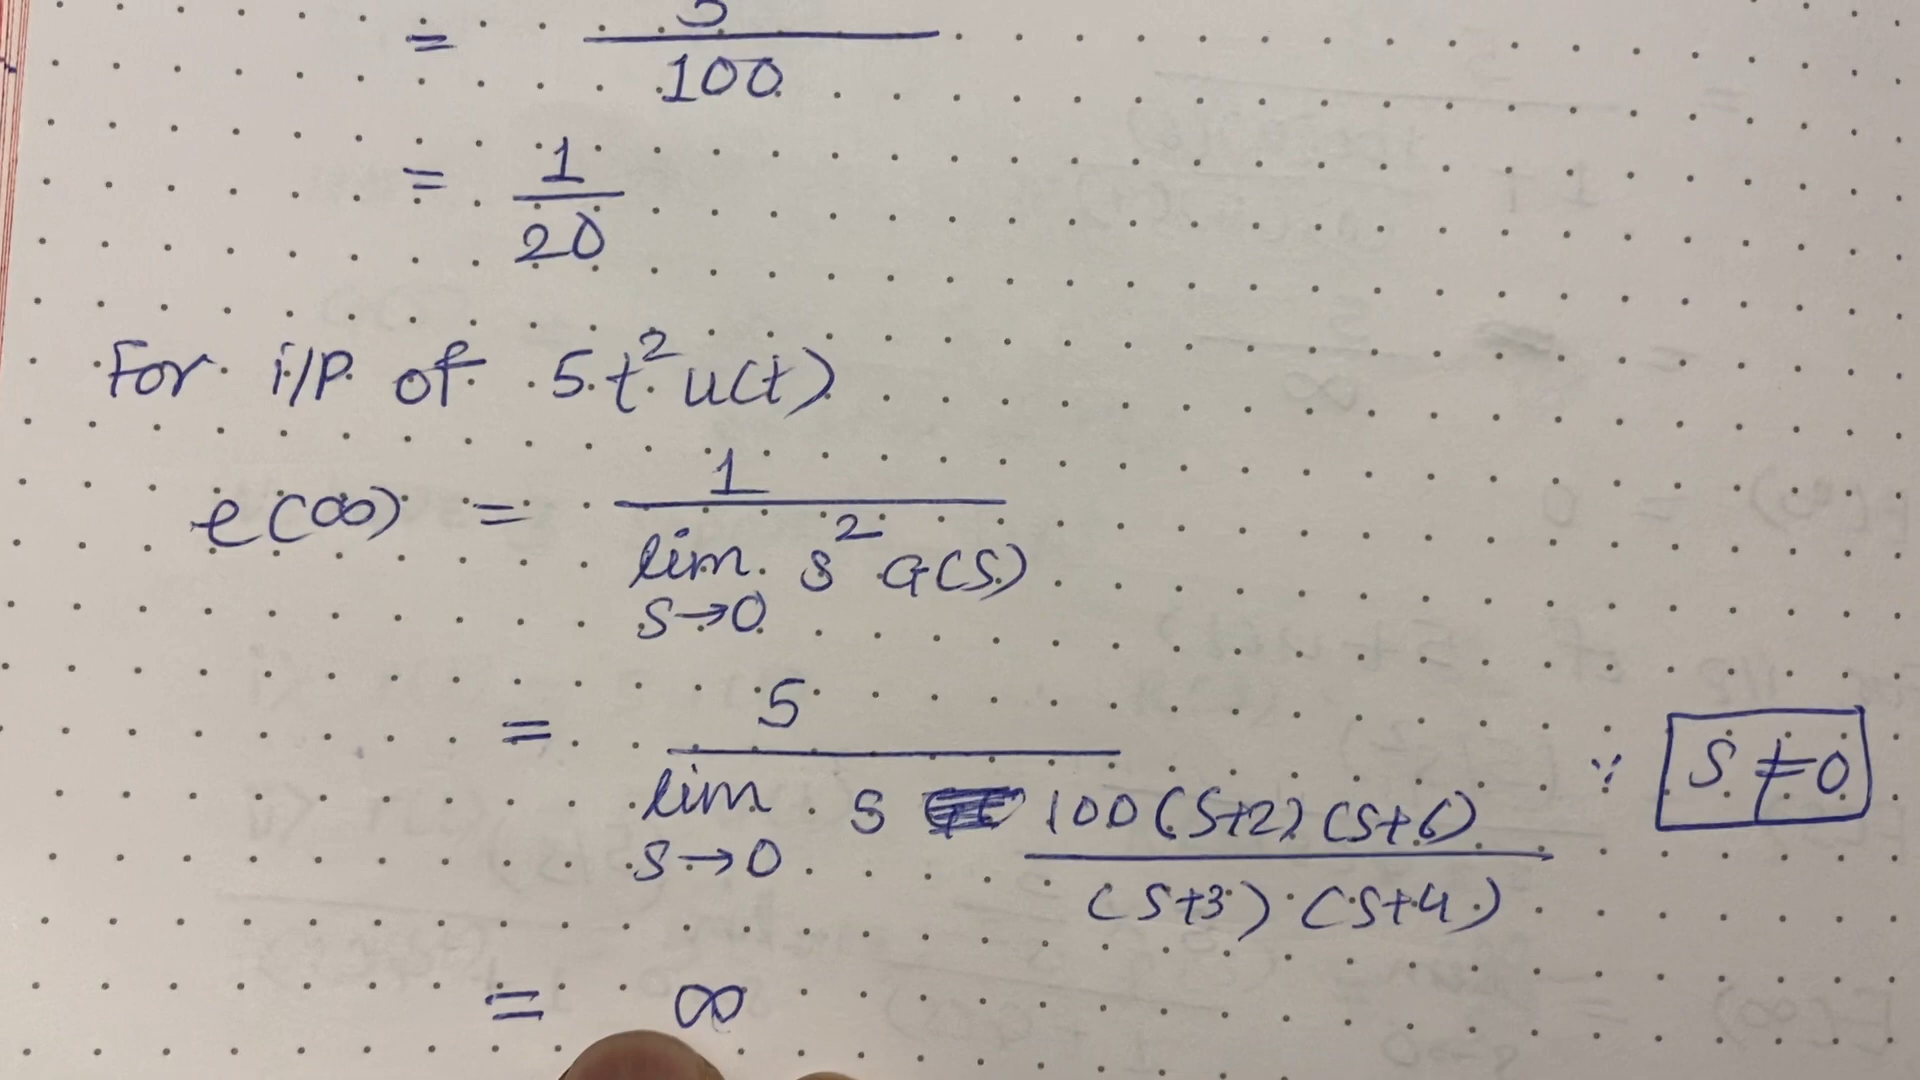 = 5/100
= 1/20
For i/p of 5t² u(t)
e(∞) = 1 / lim s→0 s² G(s)
= 5 / lim s→0 s 100(s+2)(s+6) / (s+3)(s+4) ∵ s≠0
= ∞